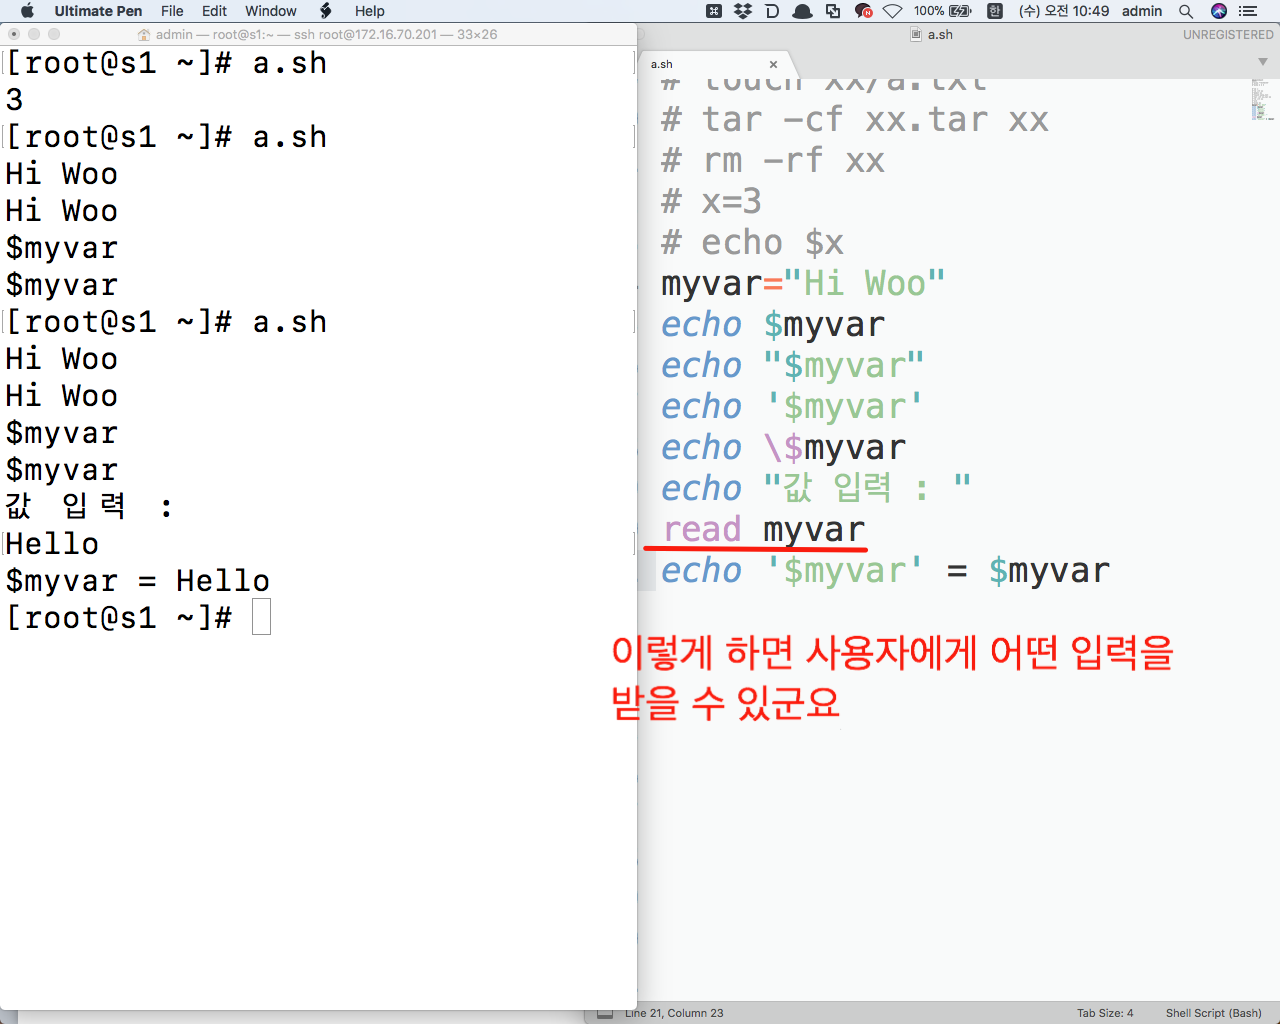 Ultimate Pen File Edit Window Help 100% 한 (수) 오전 10:49 admin
admin — root@s1:~ — ssh root@172.16.70.201 — 33×26
[root@s1 ~]# a.sh
3
[root@s1 ~]# a.sh
Hi Woo
Hi Woo
$myvar
$myvar
[root@s1 ~]# a.sh
Hi Woo
Hi Woo
$myvar
$myvar
값 입력 :
Hello
$myvar = Hello
[root@s1 ~]#
a.sh UNREGISTERED
a.sh ×
# touch xx/a.txt
# tar -cf xx.tar xx
# rm -rf xx
# x=3
# echo $x
myvar="Hi Woo"
echo $myvar
echo "$myvar"
echo '$myvar'
echo \$myvar
echo "값 입력 : "
read myvar
echo '$myvar' = $myvar
이렇게 하면 사용자에게 어떤 입력을
받을 수 있군요
Line 21, Column 23 Tab Size: 4 Shell Script (Bash)